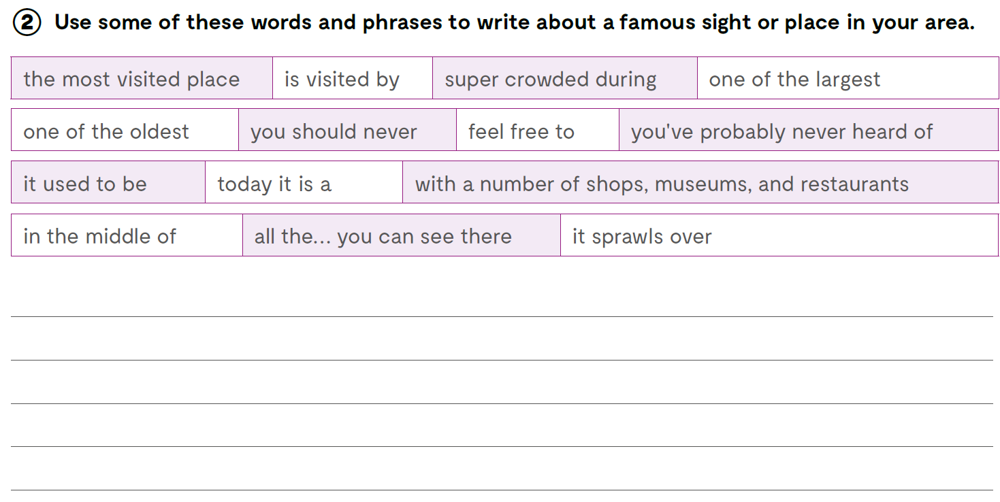 2 Use some of these words and phrases to write about a famous sight or place in your area.
the most visited place is visited by super crowded during one of the largest
one of the oldest you should never feel free to you've probably never heard of
it used to be today it is a with a number of shops, museums, and restaurants
in the middle of all the... you can see there it sprawls over